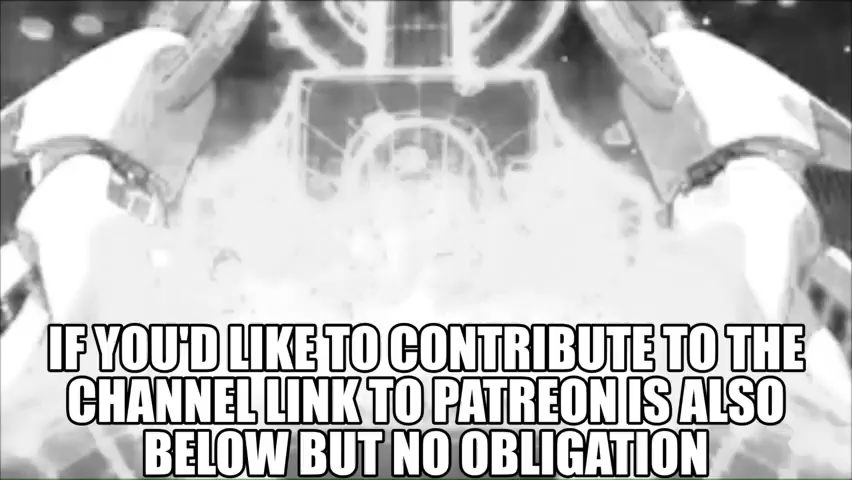 IF YOU'D LIKE TO CONTRIBUTE TO THE
CHANNEL LINK TO PATREON IS ALSO
BELOW BUT NO OBLIGATION